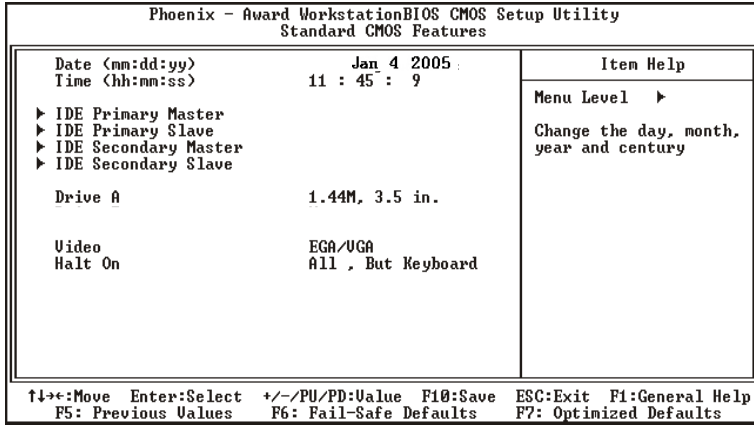 Phoenix - Award WorkstationBIOS CMOS Setup Utility
Standard CMOS Features
Date (mm:dd:yy) Jan 4 2005 :
Time (hh:mm:ss) 11 : 45 : 9
▶ IDE Primary Master
▶ IDE Primary Slave
▶ IDE Secondary Master
▶ IDE Secondary Slave
Drive A 1.44M, 3.5 in.
Video EGA/VGA
Halt On All , But Keyboard
Item Help
Menu Level ▶
Change the day, month,
year and century
↑↓→←:Move Enter:Select +/-/PU/PD:Value F10:Save ESC:Exit F1:General Help
F5: Previous Values F6: Fail-Safe Defaults F7: Optimized Defaults